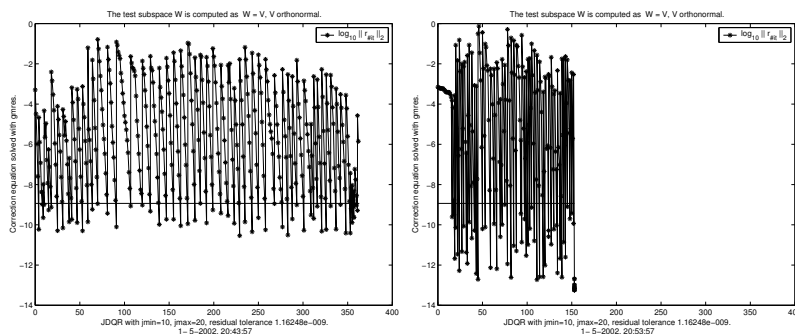 The test subspace W is computed as W = V, V orthonormal.
log10 || r#it ||2
Correction equation solved with gmres.
0
−2
−4
−6
−8
−10
−12
−14
0 50 100 150 200 250 300 350 400
JDQR with jmin=10, jmax=20, residual tolerance 1.16248e−009.
1− 5−2002, 20:43:57
The test subspace W is computed as W = V, V orthonormal.
log10 || r#it ||2
Correction equation solved with gmres.
0
−2
−4
−6
−8
−10
−12
−14
0 50 100 150 200 250 300 350 400
JDQR with jmin=10, jmax=20, residual tolerance 1.16248e−009.
1− 5−2002, 20:53:57